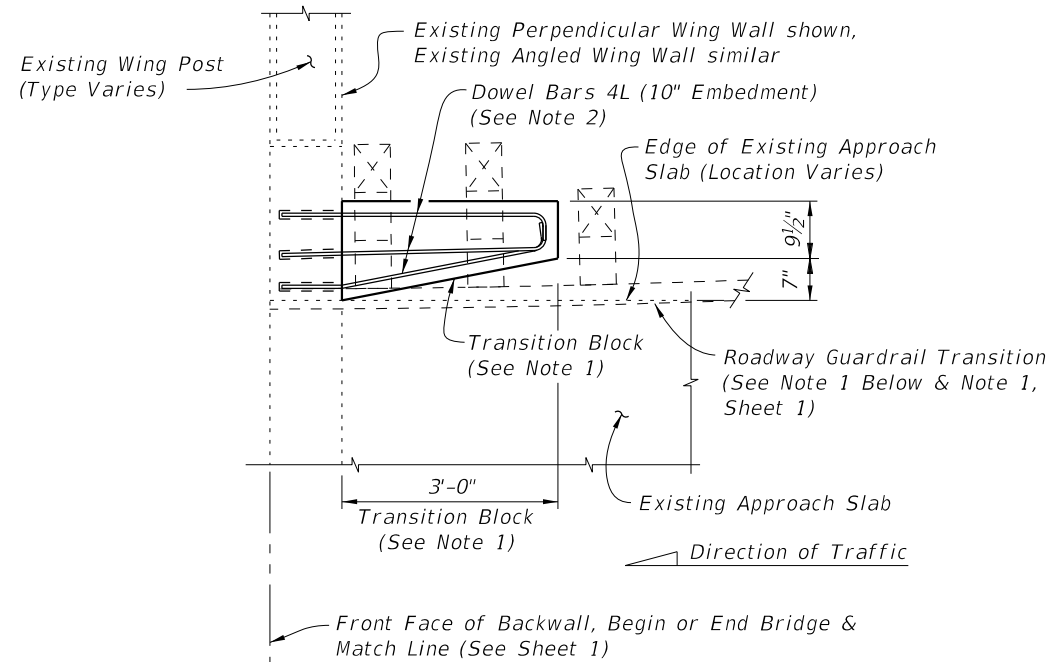 Existing Perpendicular Wing Wall shown,
Existing Angled Wing Wall similar
Existing Wing Post
(Type Varies)
Dowel Bars 4L (10" Embedment)
(See Note 2)
Edge of Existing Approach
Slab (Location Varies)
9½"
7"
Transition Block
(See Note 1)
Roadway Guardrail Transition
(See Note 1 Below & Note 1,
Sheet 1)
3'-0"
Transition Block
(See Note 1)
Existing Approach Slab
Direction of Traffic
Front Face of Backwall, Begin or End Bridge &
Match Line (See Sheet 1)